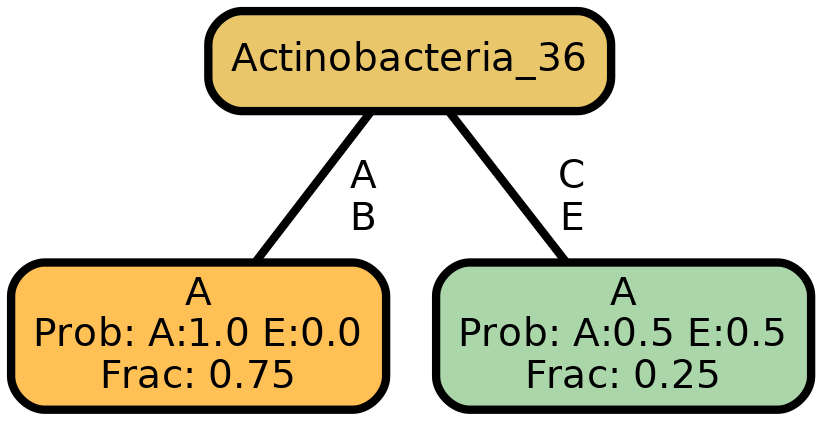 Actinobacteria_36
A
B
C
E
A
Prob: A:1.0 E:0.0
Frac: 0.75
A
Prob: A:0.5 E:0.5
Frac: 0.25